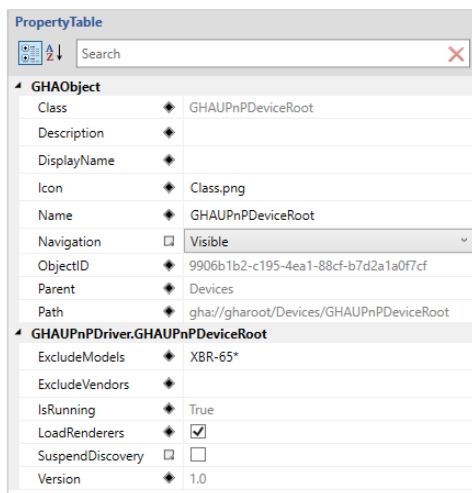 PropertyTable
Search
GHAObject
Class GHAUPnPDeviceRoot
Description
DisplayName
Icon Class.png
Name GHAUPnPDeviceRoot
Navigation Visible
ObjectID 9906b1b2-c195-4ea1-88cf-b7d2a1a0f7cf
Parent Devices
Path gha://gharoot/Devices/GHAUPnPDeviceRoot
GHAUPnPDriver.GHAUPnPDeviceRoot
ExcludeModels XBR-65*
ExcludeVendors
IsRunning True
LoadRenderers
SuspendDiscovery
Version 1.0